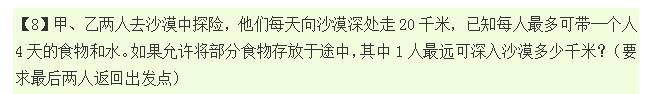 【8】甲、乙两人去沙漠中探险，他们每天向沙漠深处走 20 千米，已知每人最多可带一个人
4 天的食物和水。如果允许将部分食物存放于途中，其中 1 人最远可深入沙漠多少千米？（要
求最后两人返回出发点）